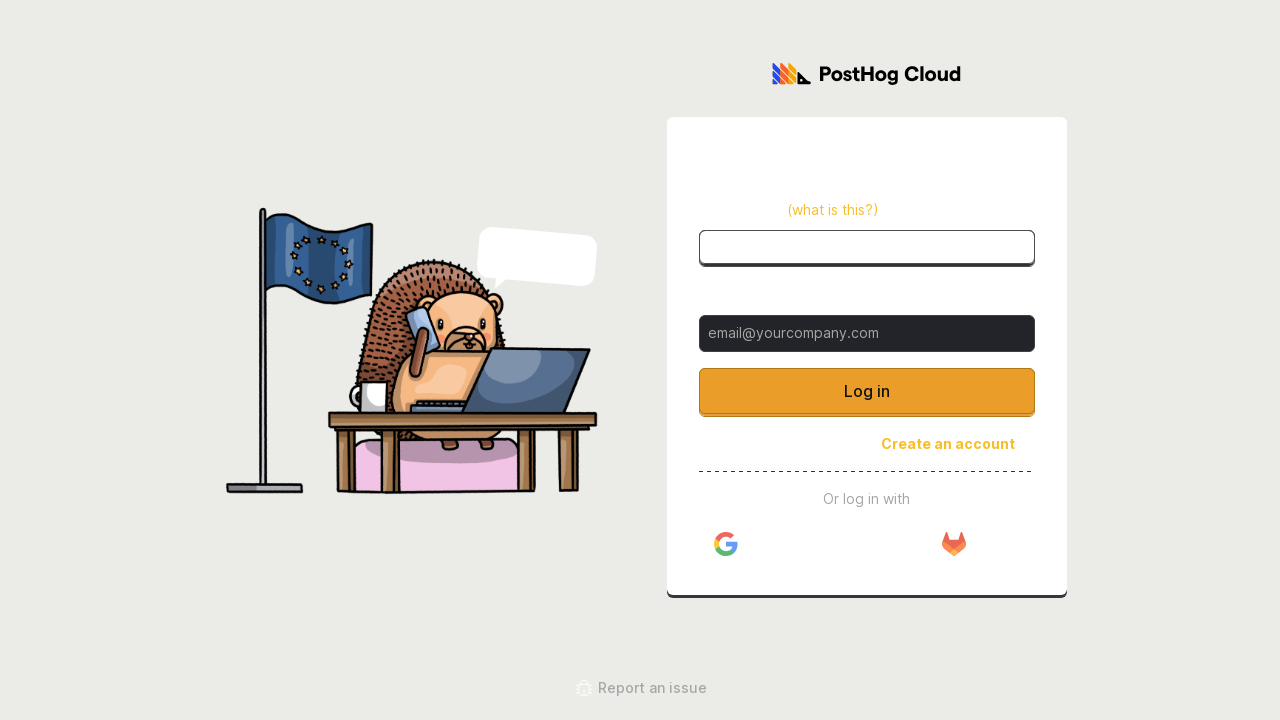 PostHog Cloud
(what is this?)
email@yourcompany.com
Log in
Create an account
Or log in with
Report an issue